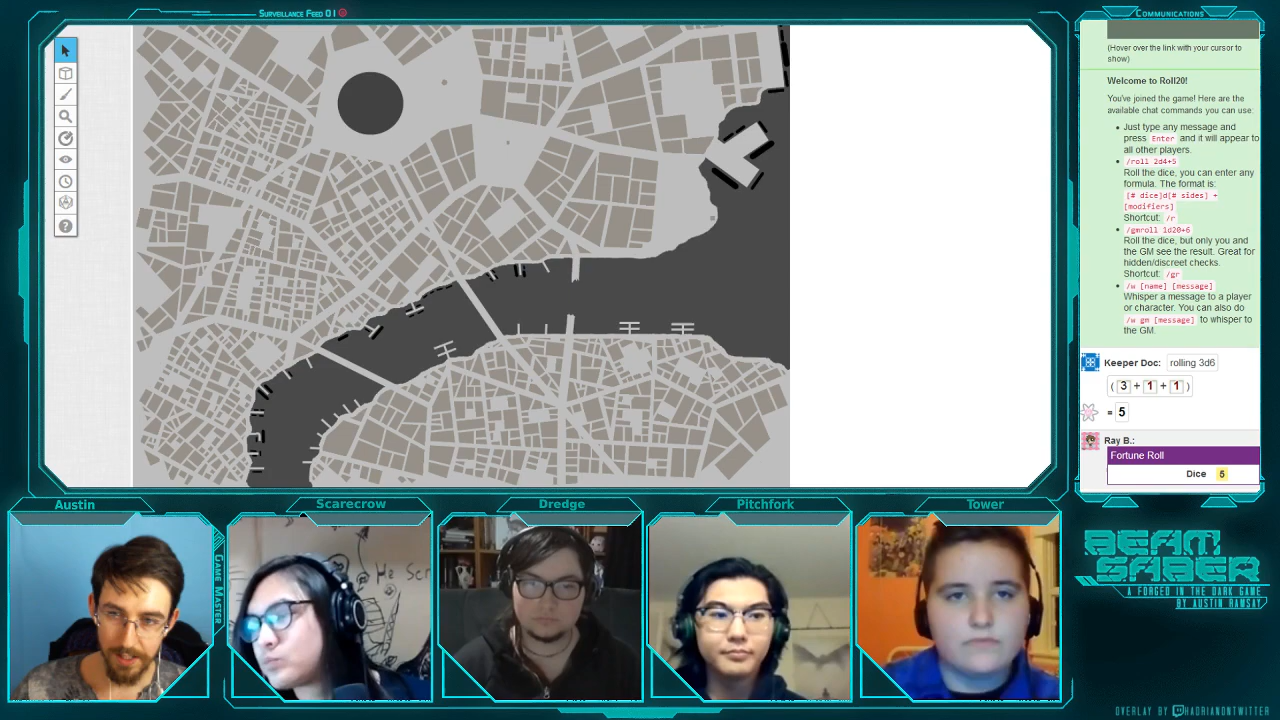 SURVEILLANCE FEED 01
COMMUNICATIONS
(Hover over the link with your cursor to
show)
Welcome to Roll20!
You've joined the game! Here are the
available chat commands you can use:
Just type any message and
press Enter and it will appear to
all other players.
/roll 2d4+5
Roll the dice, you can enter any
formula. The format is:
[# dice]d[# sides] +
[modifiers]
Shortcut: /r
/gmroll 1d20+6
Roll the dice, but only you and
the GM see the result. Great for
hidden/discreet checks.
Shortcut: /gr
/w [name] [message]
Whisper a message to a player
or character. You can also do
/w gm [message] to whisper to
the GM.
Keeper Doc: rolling 3d6
(3+1+1)
= 5
Ray B.:
Fortune Roll
Dice 5
Austin
Scarecrow
Dredge
Pitchfork
Tower
GAME MASTER
BEAM
SABER
A FORGED IN THE DARK GAME
BY AUSTIN RAMSAY
OVERLAY BY HADRIANONTWITTER